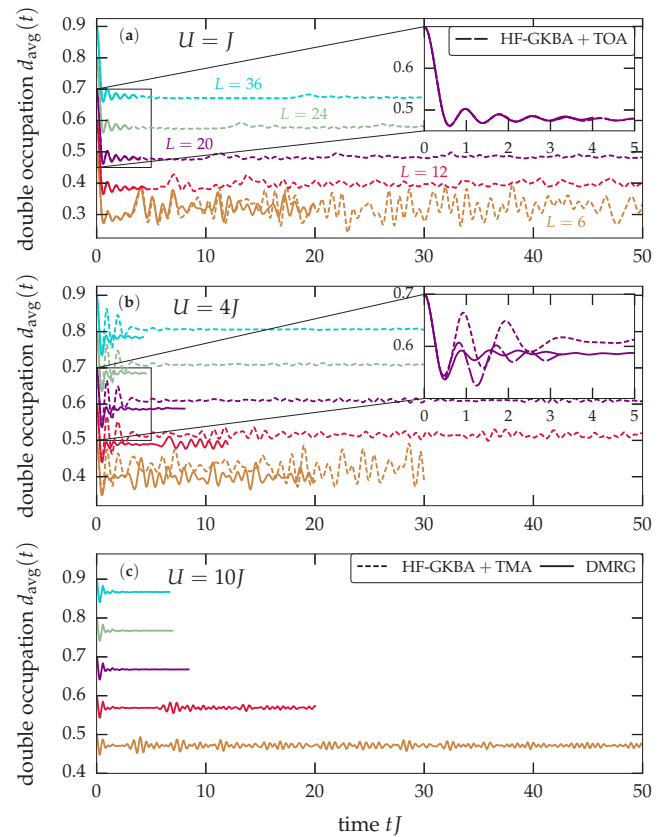 (a) U = J
HF-GKBA + TOA
L = 36
L = 24
L = 20
L = 12
L = 6
double occupation d_avg(t)
0.9
0.8
0.7
0.6
0.5
0.4
0.3
0 10 20 30 40 50
0.6
0.5
0 1 2 3 4 5
(b) U = 4J
double occupation d_avg(t)
0.9
0.8
0.7
0.6
0.5
0.4
0 10 20 30 40 50
0.7
0.6
0 1 2 3 4 5
(c) U = 10J
HF-GKBA + TMA DMRG
double occupation d_avg(t)
0.9
0.8
0.7
0.6
0.5
0.4
0 10 20 30 40 50
time tJ